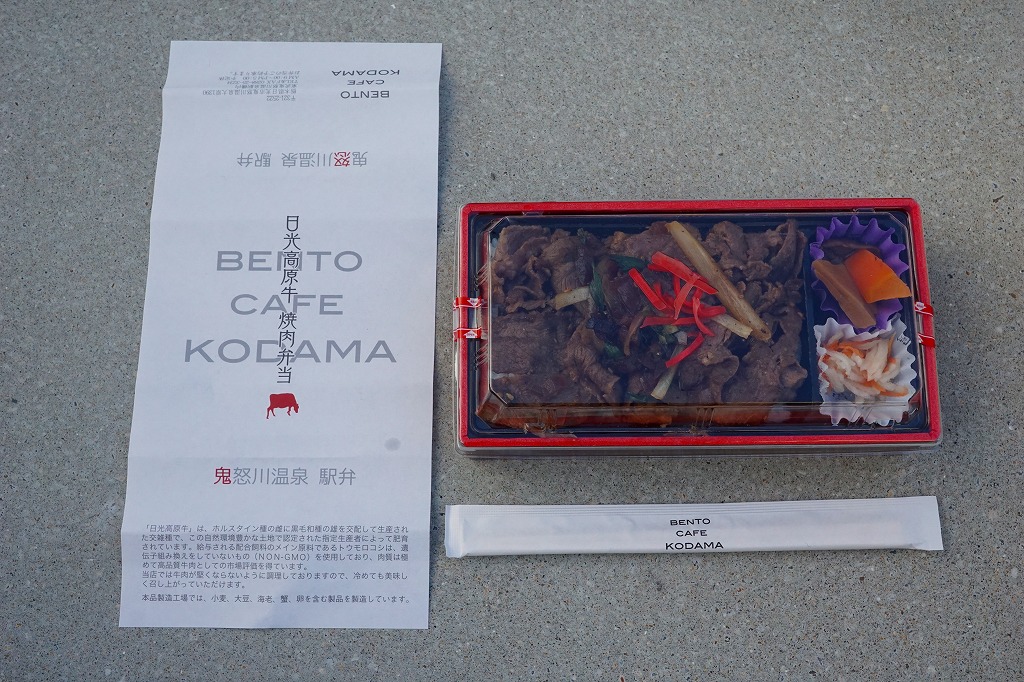 BENTO
CAFE
KODAMA
鬼怒川温泉 駅弁
日光高原牛 焼肉弁当
BENTO
CAFE
KODAMA
鬼怒川温泉 駅弁
「日光高原牛」は、ホルスタイン種の雌に黒毛和種の雄を交配して生産され
た交雑種で、この自然環境豊かな土地で認定された指定生産者によって肥育
されています。給与される配合飼料のメイン原料であるトウモロコシは、遺
伝子組み換えをしていないもの（NON-GMO）を使用しており、肉質は極
めて高品質牛肉としての市場評価を得ています。
当店では牛肉が堅くならないように調理しておりますので、冷めても美味し
く召し上がっていただけます。
本品製造工場では、小麦、大豆、海老、蟹、卵を含む製品を製造しています。
BENTO
CAFE
KODAMA